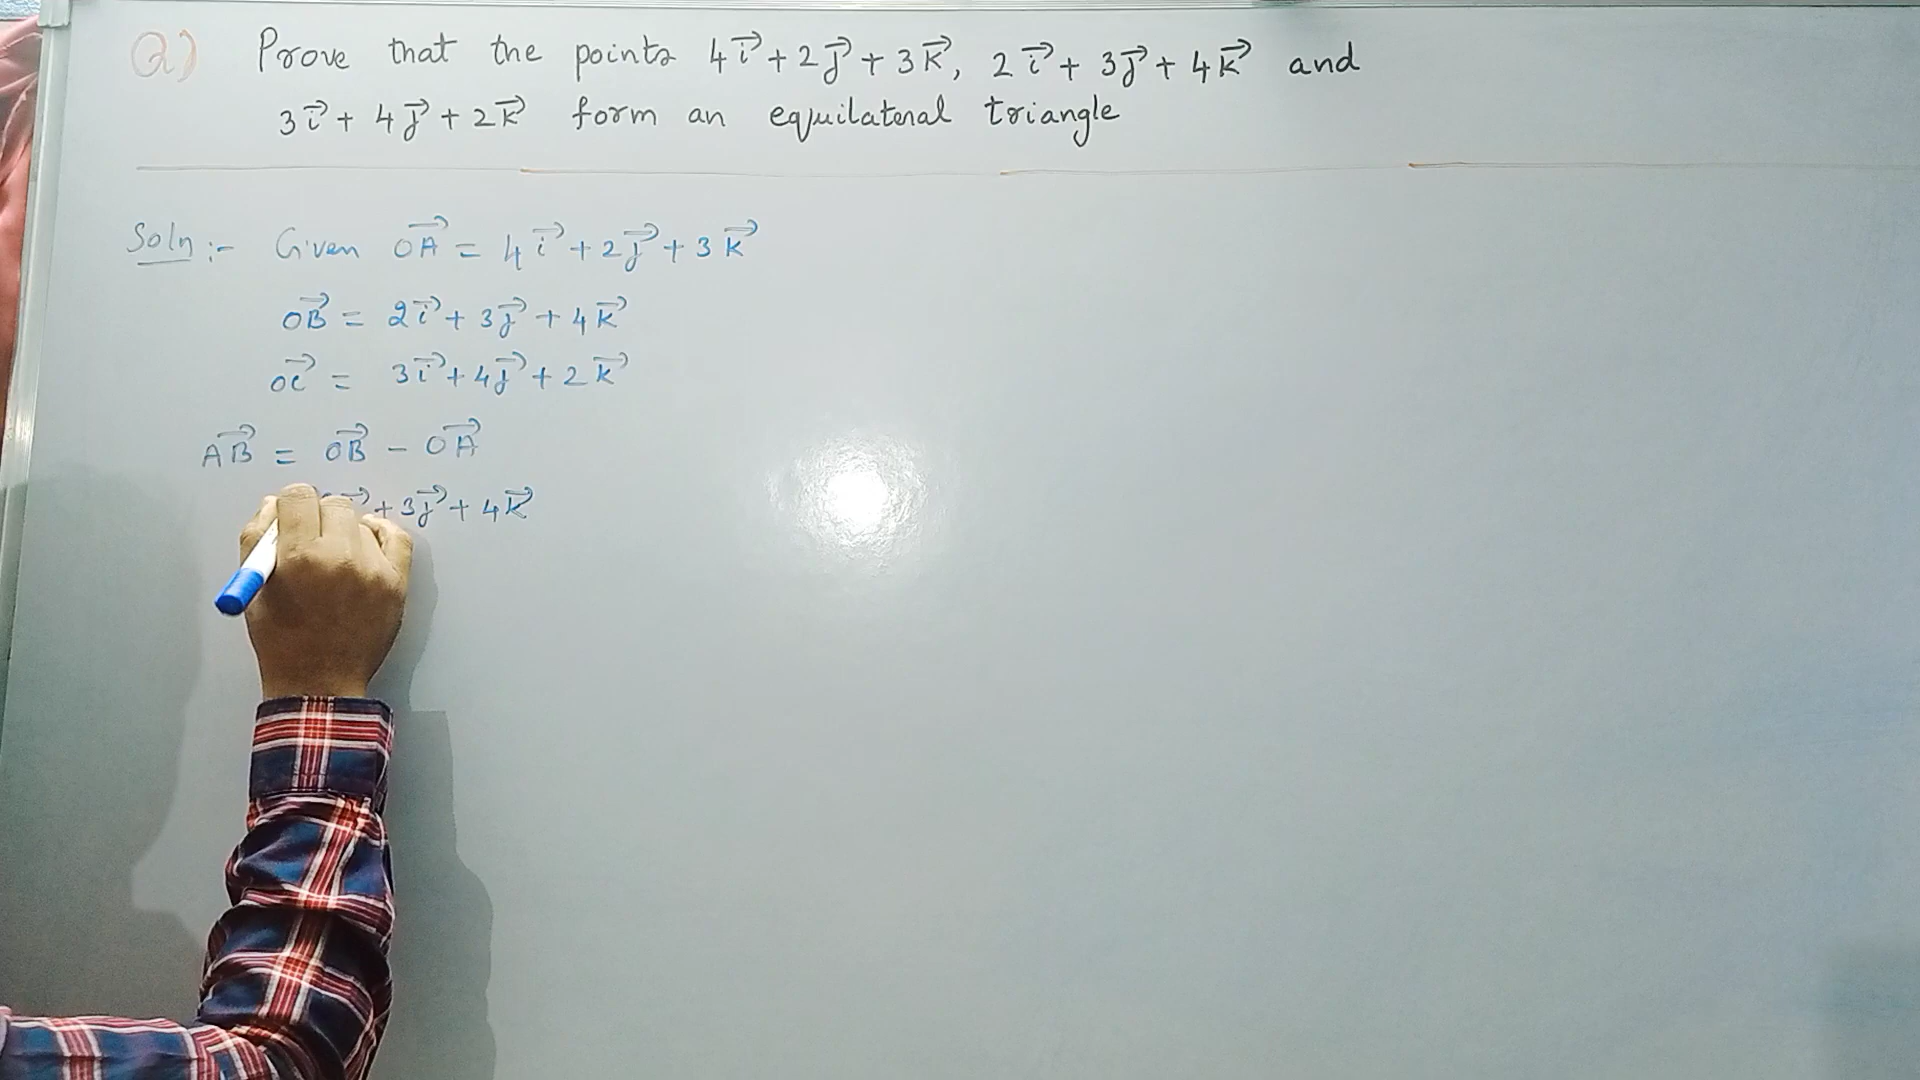 Q) Prove that the points 4i⃗ + 2j⃗ + 3k⃗, 2i⃗ + 3j⃗ + 4k⃗ and
3i⃗ + 4j⃗ + 2k⃗ form an equilateral triangle
Soln :- Given OA⃗ = 4i⃗ + 2j⃗ + 3k⃗
OB⃗ = 2i⃗ + 3j⃗ + 4k⃗
OC⃗ = 3i⃗ + 4j⃗ + 2k⃗
AB⃗ = OB⃗ - OA⃗
+ 3j⃗ + 4k⃗